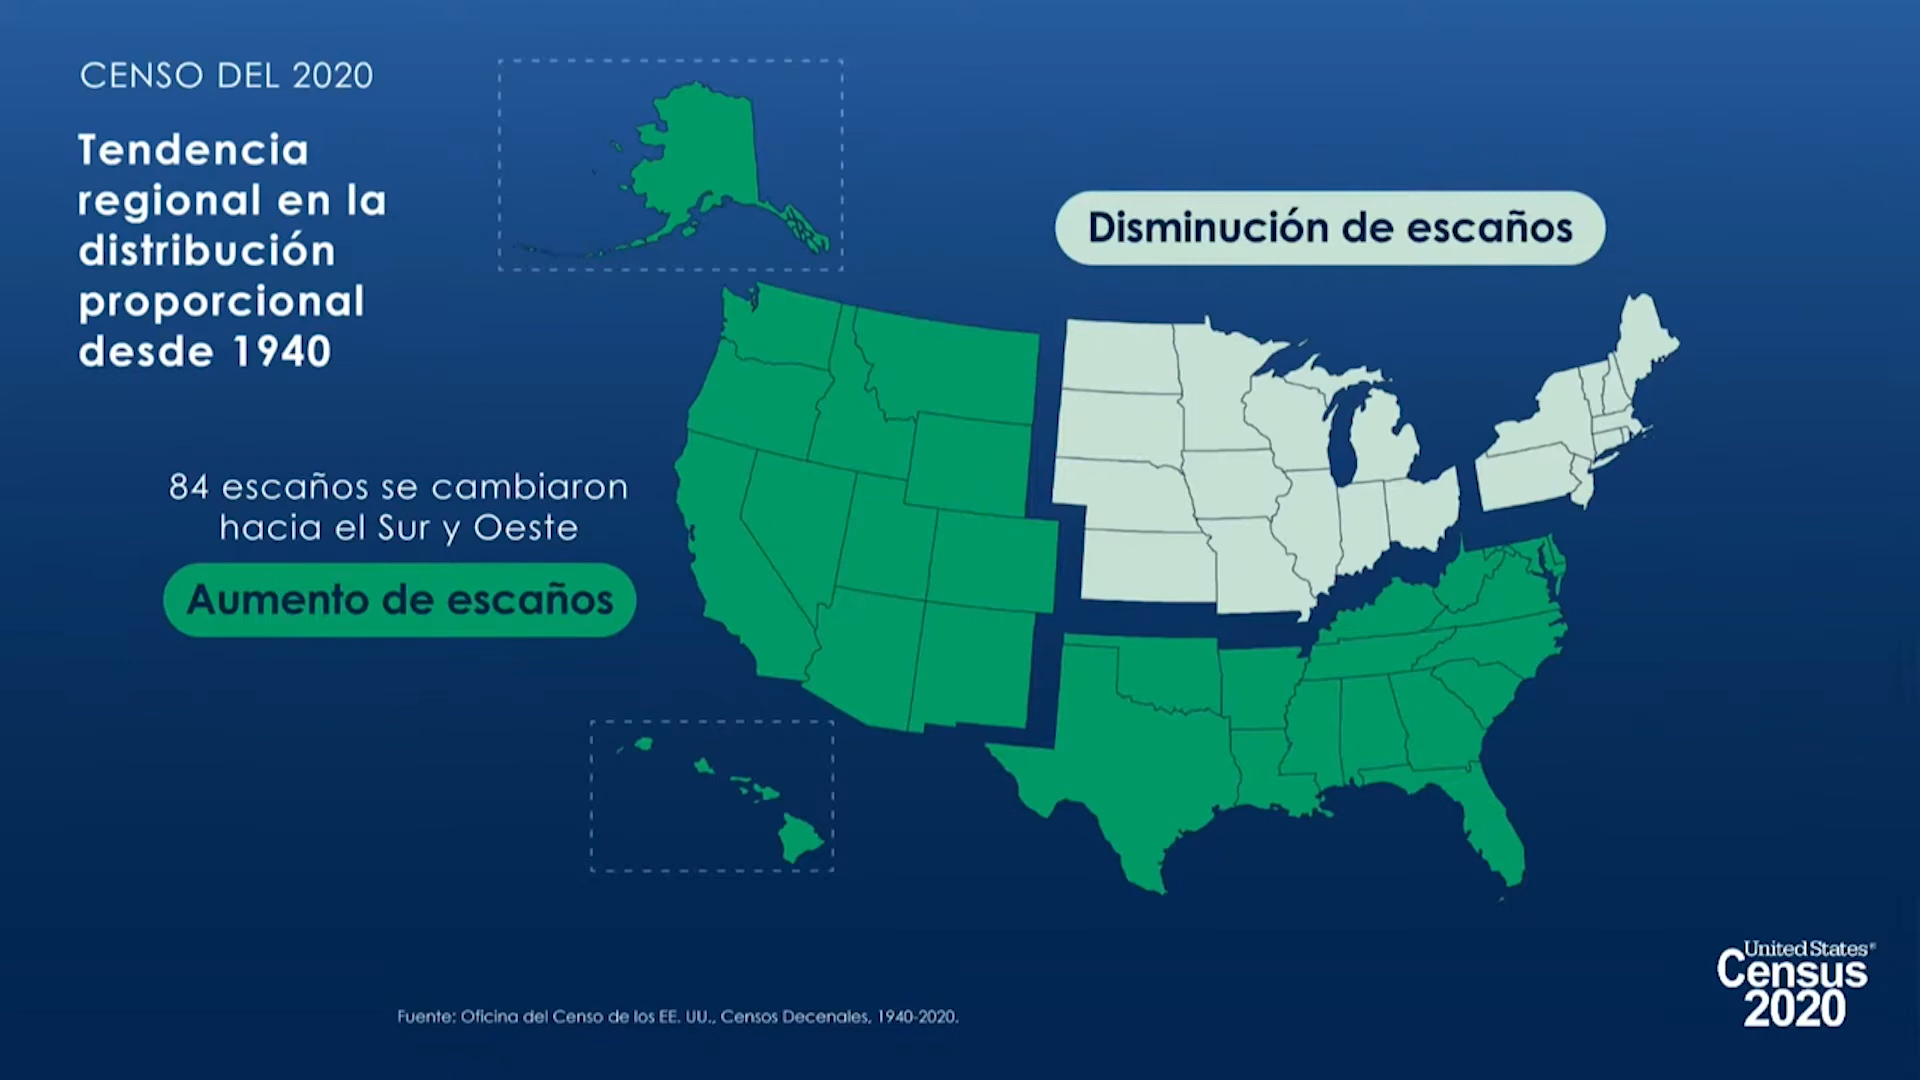 CENSO DEL 2020
Tendencia
regional en la
distribución
proporcional
desde 1940
Disminución de escaños
84 escaños se cambiaron
hacia el Sur y Oeste
Aumento de escaños
Fuente: Oficina del Censo de los EE. UU., Censos Decenales, 1940-2020.
United States®
Census
2020